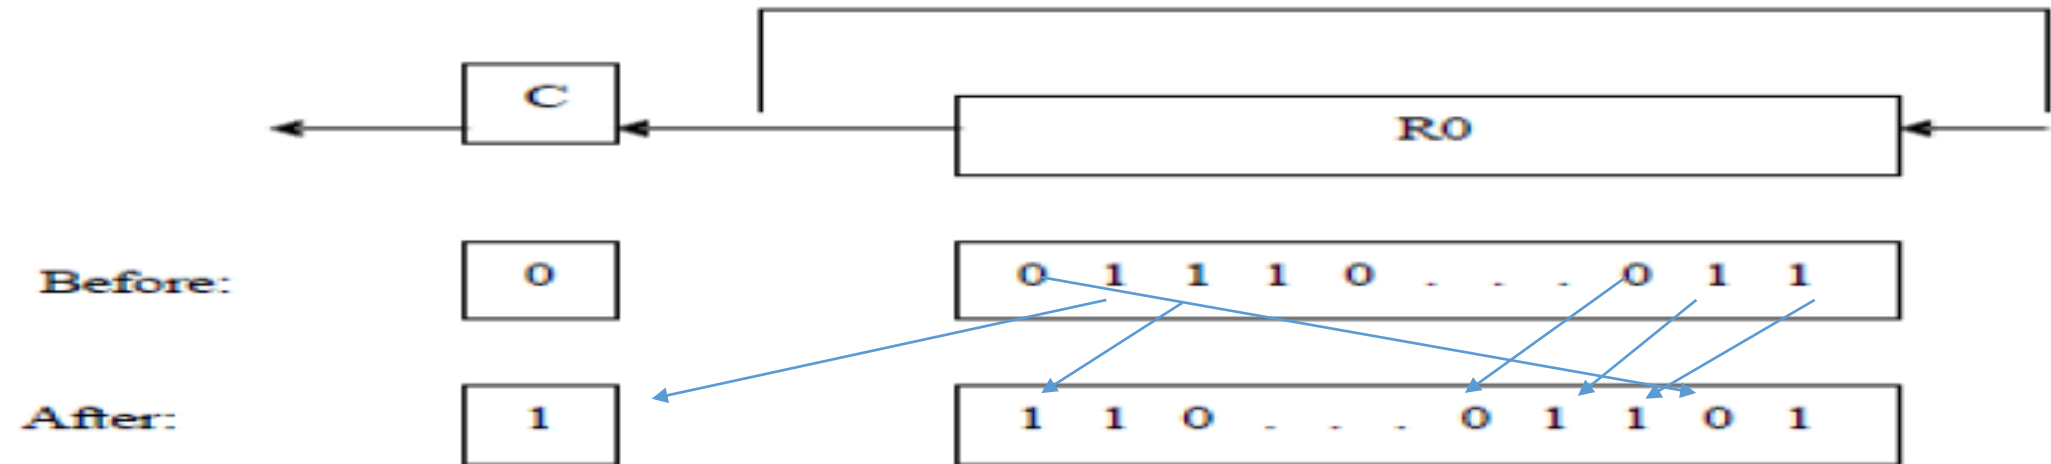 C
R0
Before: 0 0 1 1 1 0 . . . 0 1 1
After: 1 1 1 0 . . . 0 1 1 0 1